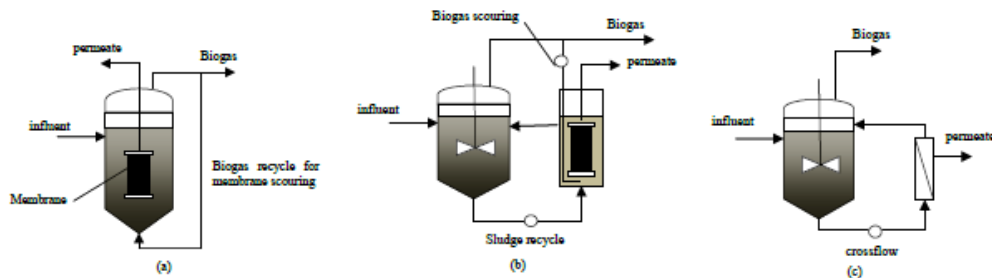 permeate
Biogas
influent
Biogas recycle for
membrane scouring
Membrane
(a)
Biogas scouring
Biogas
permeate
influent
Sludge recycle
(b)
Biogas
influent
permeate
crossflow
(c)